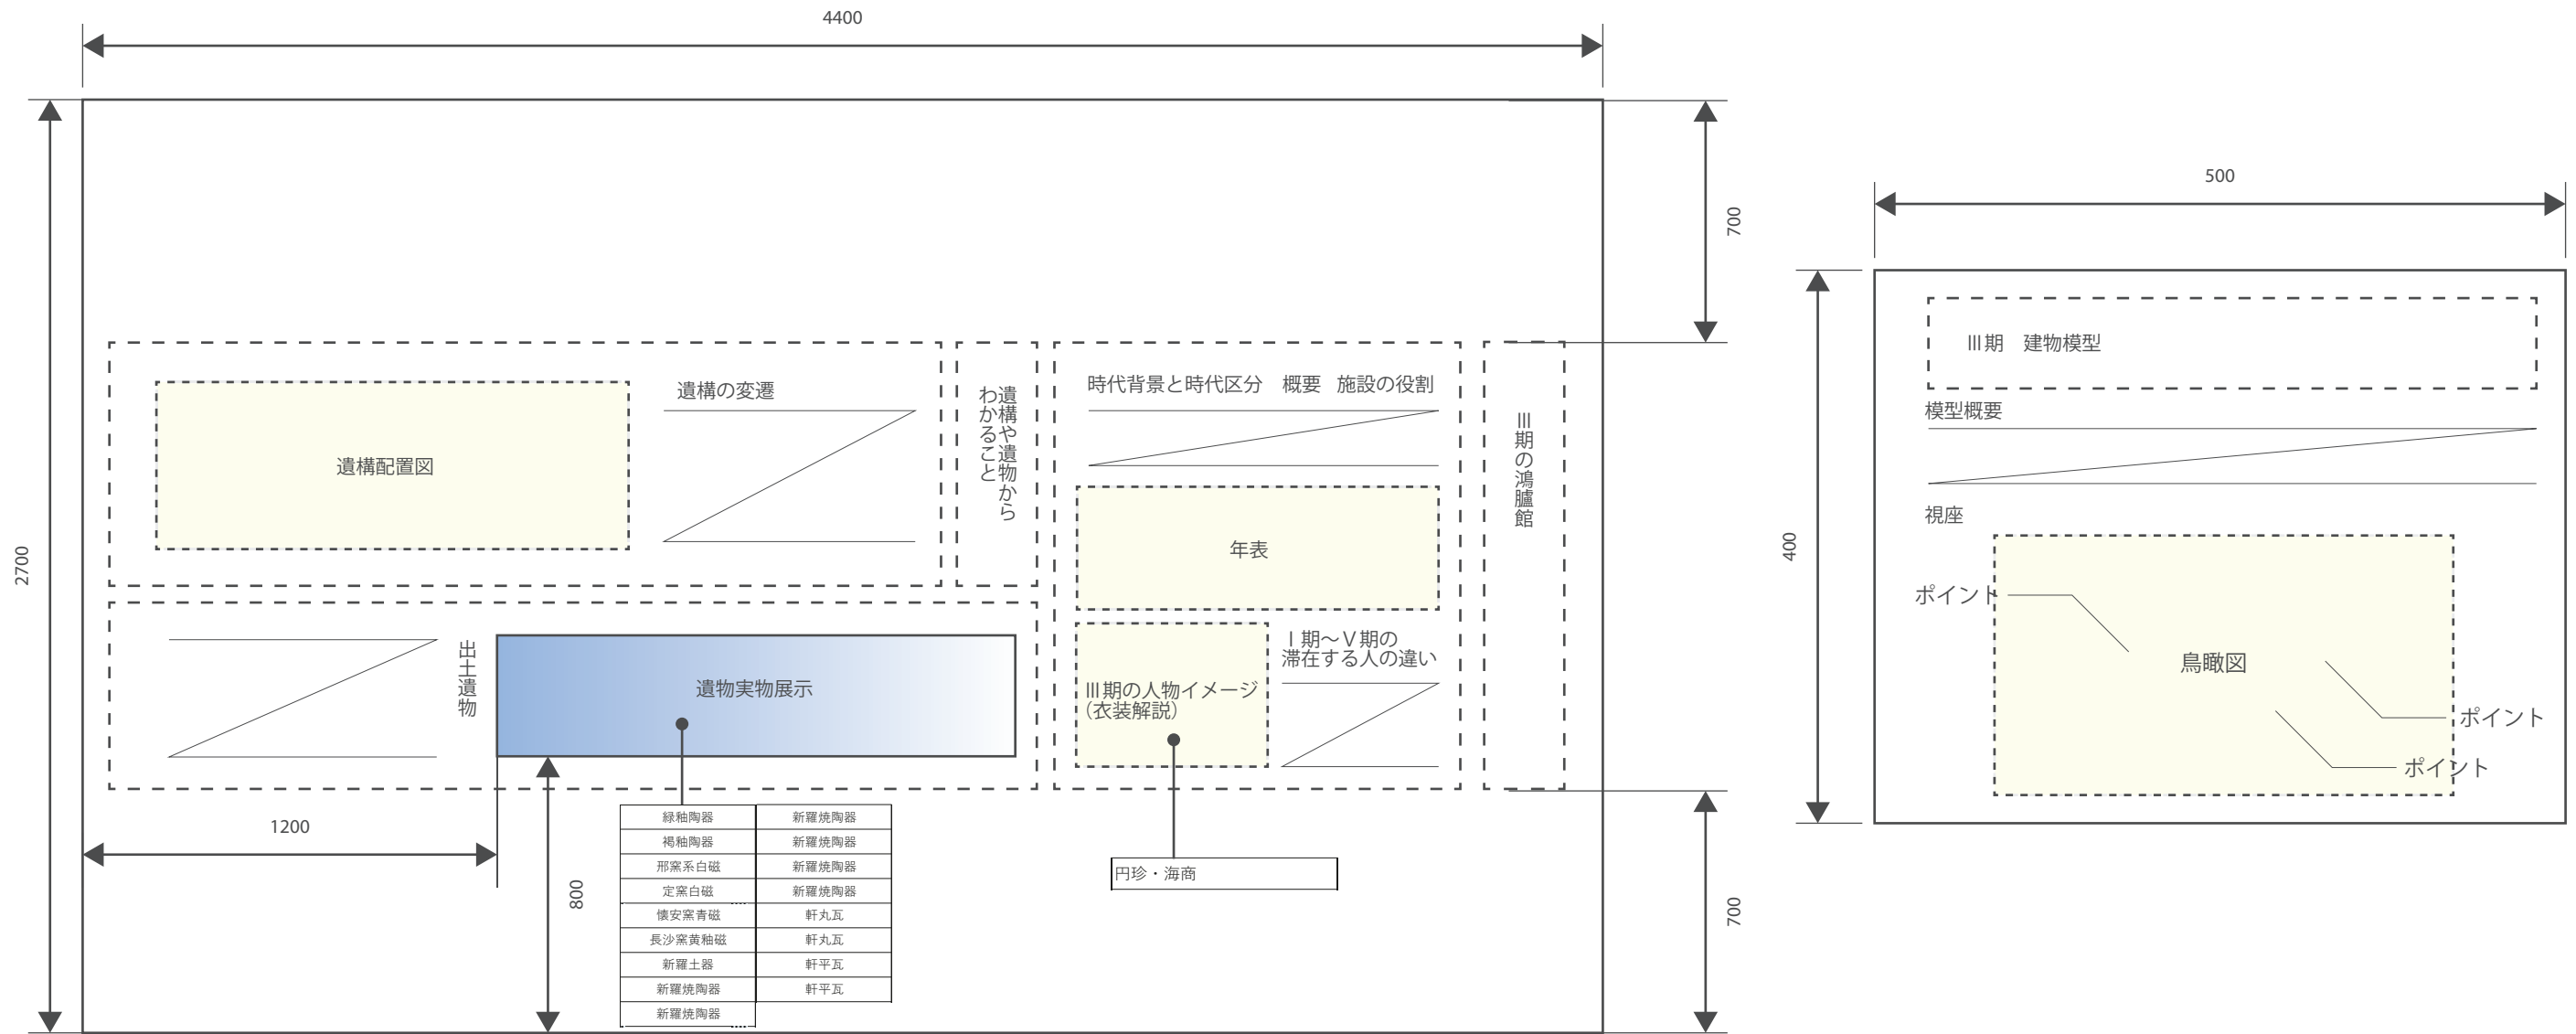 4400
2700
700
遺構の変遷
遺構配置図
遺構や遺物から
わかること
時代背景と時代区分　概要　施設の役割
年表
Ⅲ期の人物イメージ
（衣装解説）
Ⅰ期～Ⅴ期の
滞在する人の違い
Ⅲ期の鴻臚館
出土遺物
遺物実物展示
1200
800
緑釉陶器　新羅焼陶器
褐釉陶器　新羅焼陶器
邢窯系白磁　新羅焼陶器
定窯白磁　新羅焼陶器
懐安窯青磁　軒丸瓦
長沙窯黄釉磁　軒丸瓦
新羅土器　軒平瓦
新羅焼陶器　軒平瓦
新羅焼陶器
円珍・海商
700
500
400
Ⅲ期　建物模型
模型概要
視座
ポイント
鳥瞰図
ポイント
ポイント